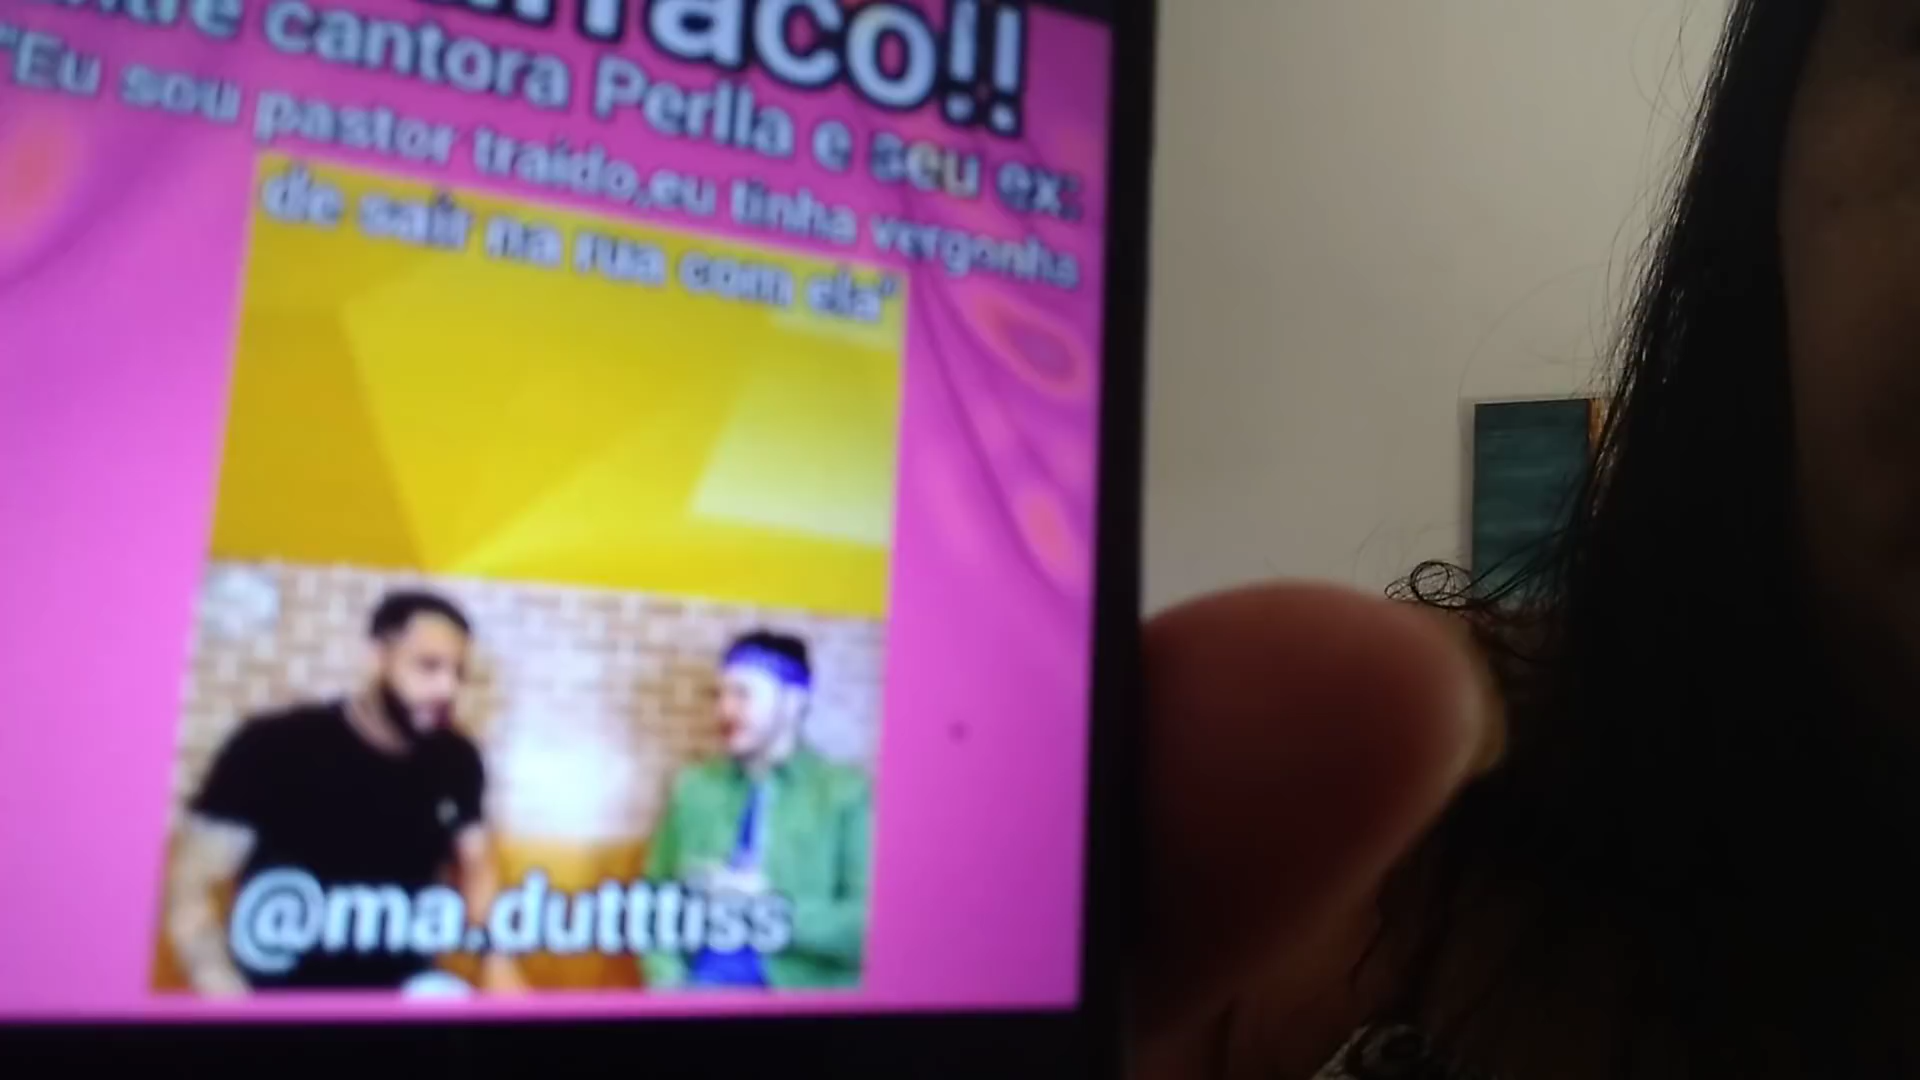 cantora Perlla e seu ex:
"Eu sou pastor traído,eu tinha vergonha
de sair na rua com ela"
@ma.dutttiss